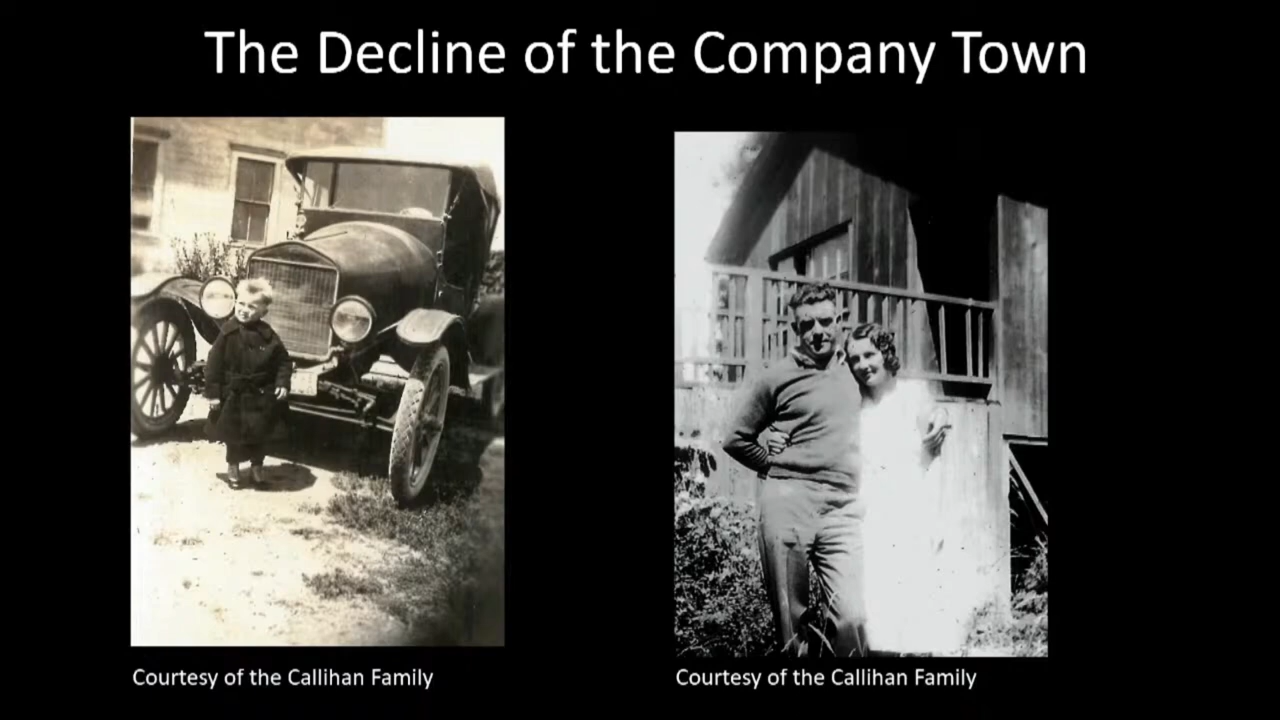 The Decline of the Company Town
Courtesy of the Callihan Family
Courtesy of the Callihan Family